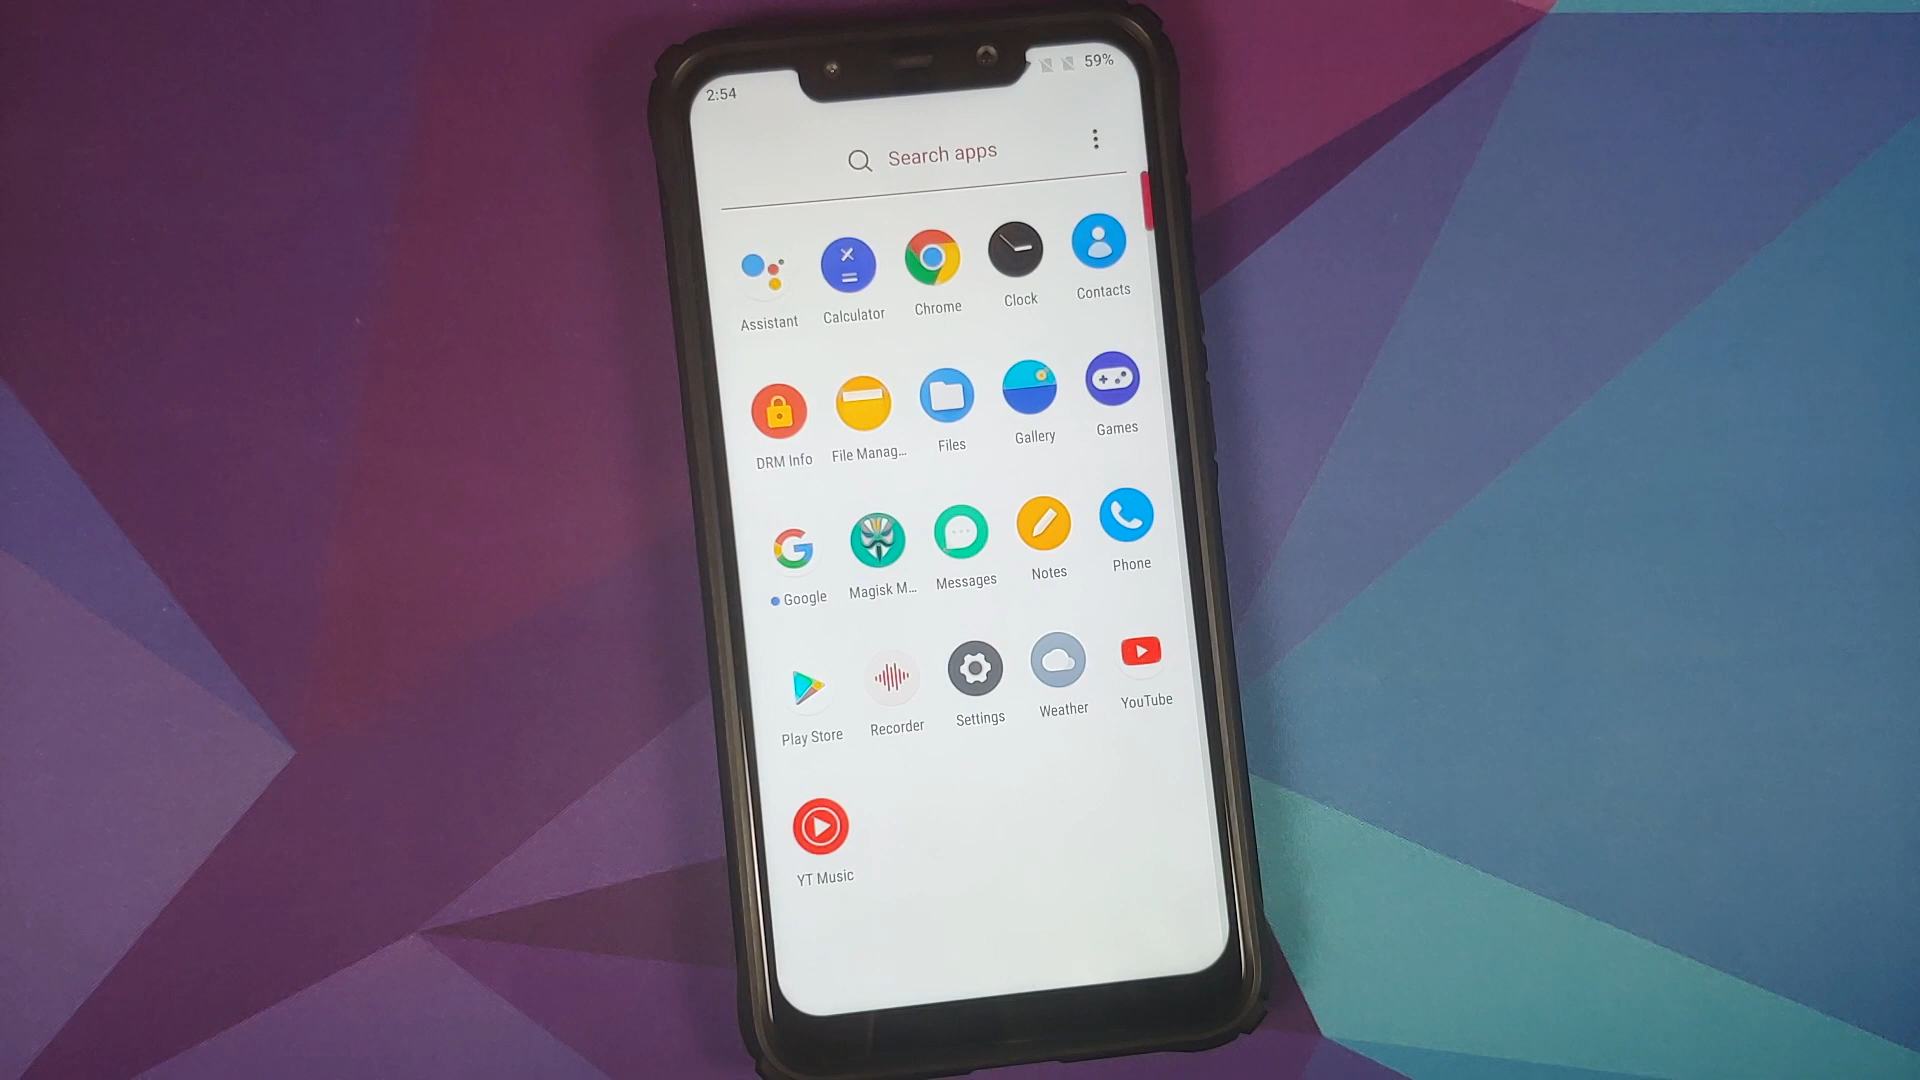 2:54
59%
Search apps
Assistant
Calculator
Chrome
Clock
Contacts
DRM Info
File Manag...
Files
Gallery
Games
Google
Magisk M...
Messages
Notes
Phone
Play Store
Recorder
Settings
Weather
YouTube
YT Music